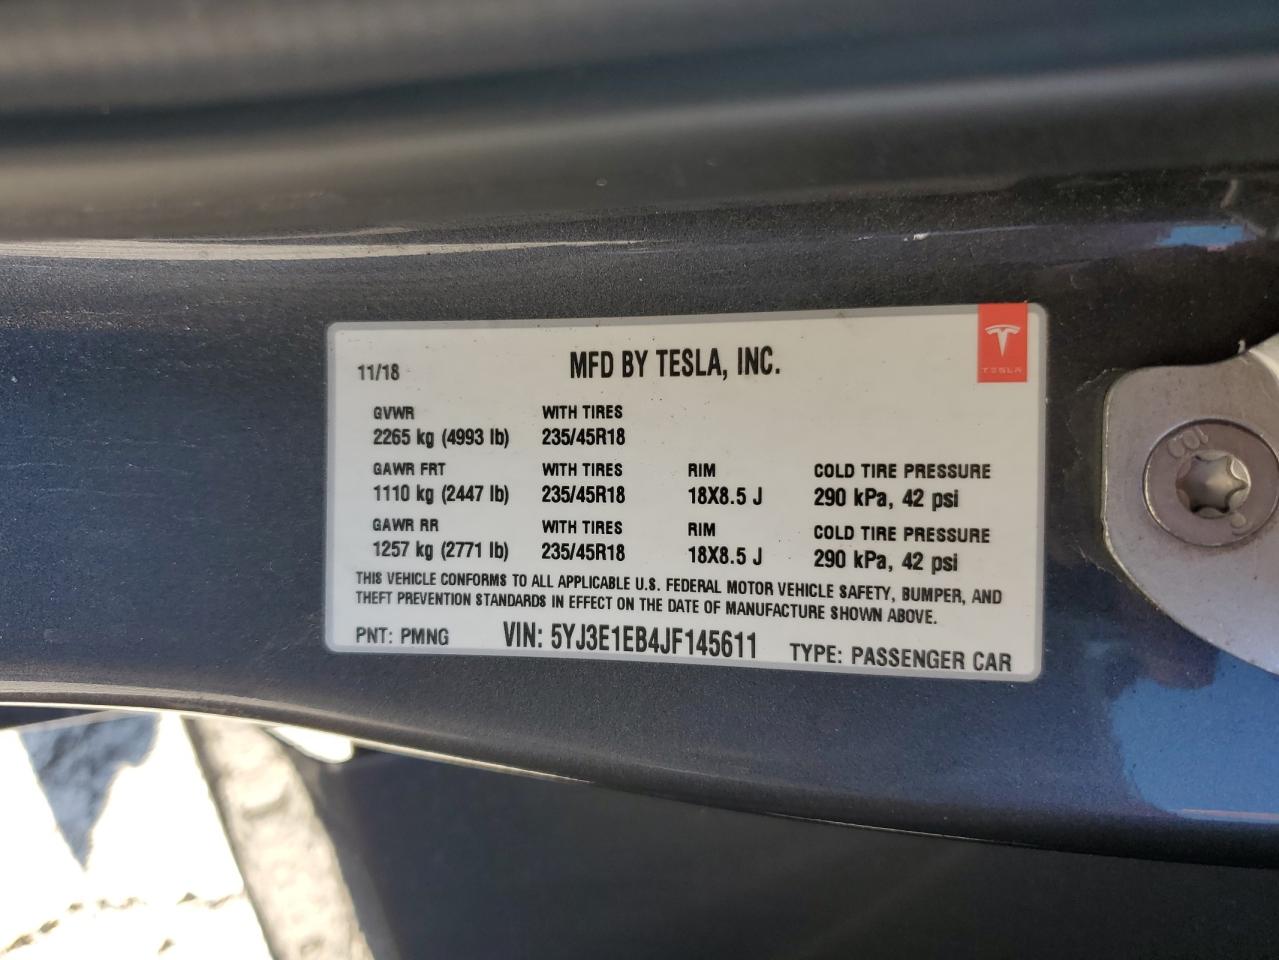 11/18 MFD BY TESLA, INC. TESLA
GVWR WITH TIRES
2265 kg (4993 lb) 235/45R18
GAWR FRT WITH TIRES RIM COLD TIRE PRESSURE
1110 kg (2447 lb) 235/45R18 18X8.5 J 290 kPa, 42 psi
GAWR RR WITH TIRES RIM COLD TIRE PRESSURE
1257 kg (2771 lb) 235/45R18 18X8.5 J 290 kPa, 42 psi
THIS VEHICLE CONFORMS TO ALL APPLICABLE U.S. FEDERAL MOTOR VEHICLE SAFETY, BUMPER, AND
THEFT PREVENTION STANDARDS IN EFFECT ON THE DATE OF MANUFACTURE SHOWN ABOVE.
PNT: PMNG VIN: 5YJ3E1EB4JF145611 TYPE: PASSENGER CAR